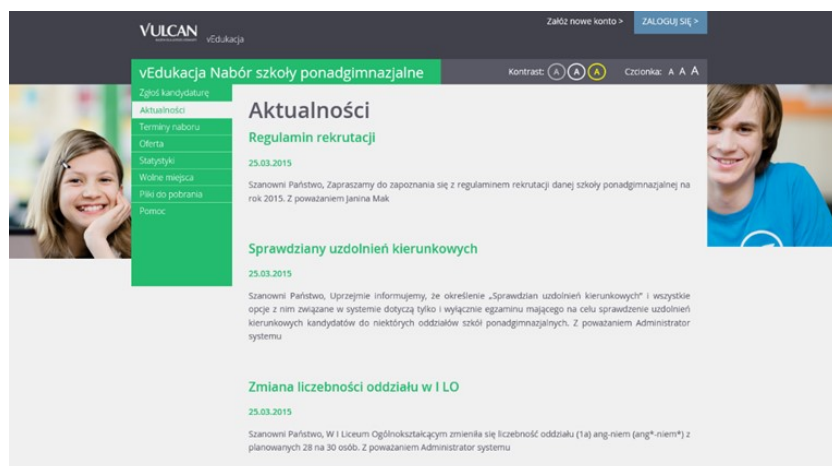 VULCAN
vEdukacja
Załóż nowe konto >
ZALOGUJ SIĘ >
vEdukacja Nabór szkoły ponadgimnazjalne
Kontrast: A A A
Czcionka: A A A
Zgłoś kandydaturę
Aktualności
Terminy naboru
Oferta
Statystyki
Wolne miejsca
Pliki do pobrania
Pomoc
Aktualności
Regulamin rekrutacji
25.03.2015
Szanowni Państwo, Zapraszamy do zapoznania się z regulaminem rekrutacji danej szkoły ponadgimnazjalnej na
rok 2015. Z poważaniem Janina Mak
Sprawdziany uzdolnień kierunkowych
25.03.2015
Szanowni Państwo, Uprzejmie informujemy, że określenie „Sprawdzian uzdolnień kierunkowych" i wszystkie
opcje z nim związane w systemie dotyczą tylko i wyłącznie egzaminu mającego na celu sprawdzenie uzdolnień
kierunkowych kandydatów do niektórych oddziałów szkół ponadgimnazjalnych. Z poważaniem Administrator
systemu
Zmiana liczebności oddziału w I LO
25.03.2015
Szanowni Państwo, W I Liceum Ogólnokształcącym zmieniła się liczebność oddziału (1a) ang-niem (ang*-niem*) z
planowanych 28 na 30 osób. Z poważaniem Administrator systemu